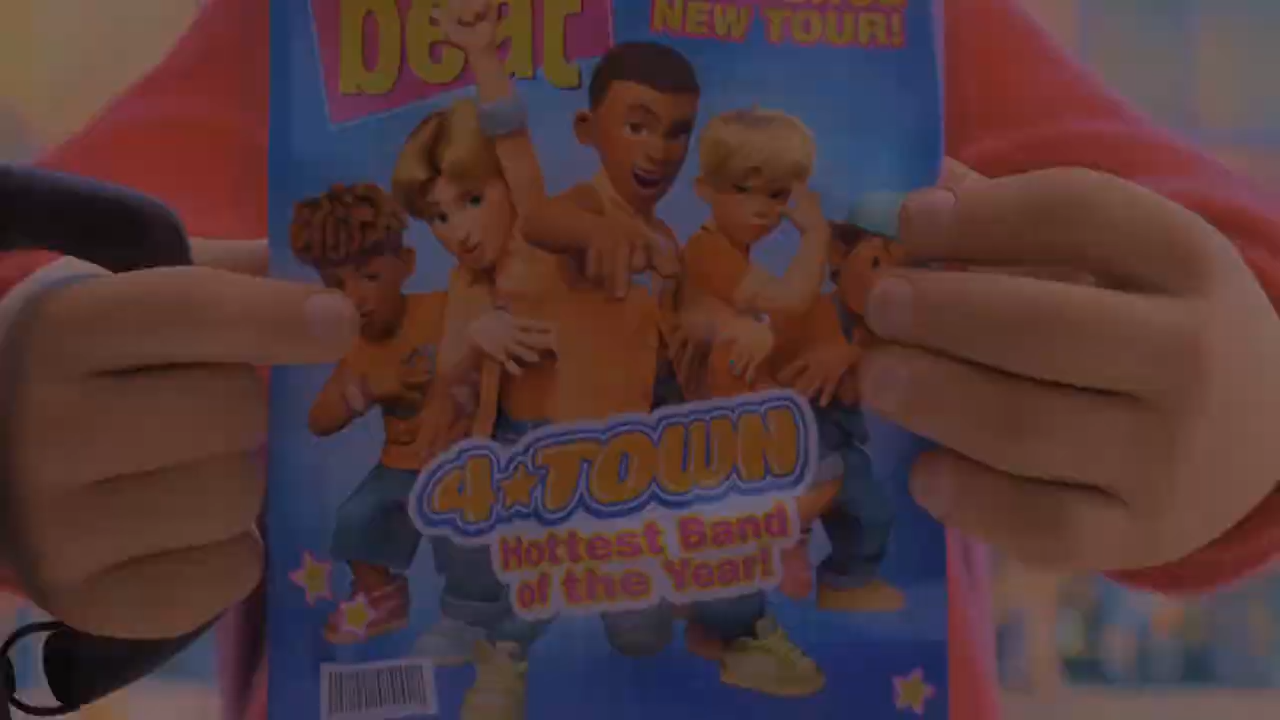 beat
NEW TOUR!
4★TOWN
Hottest Band
of the Year!